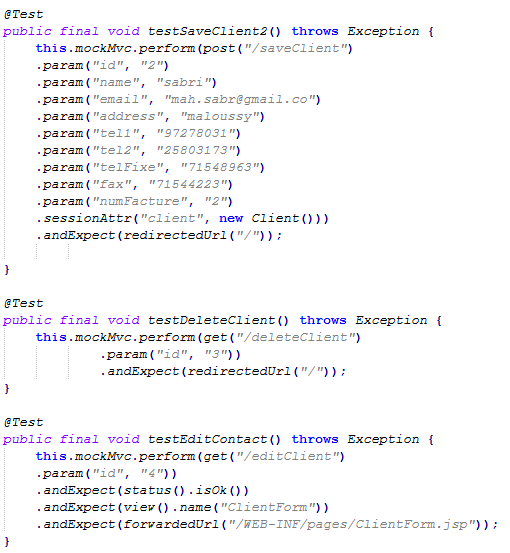 @Test
public final void testSaveClient2() throws Exception {
this.mockMvc.perform(post("/saveClient")
.param("id", "2")
.param("name", "sabri")
.param("email", "mah.sabr@gmail.co")
.param("address", "maloussy")
.param("tel1", "97278031")
.param("tel2", "25803173")
.param("telFixe", "71548963")
.param("fax", "71544223")
.param("numFacture", "2")
.sessionAttr("client", new Client()))
.andExpect(redirectedUrl("/"));
}
@Test
public final void testDeleteClient() throws Exception {
this.mockMvc.perform(get("/deleteClient")
.param("id", "3"))
.andExpect(redirectedUrl("/"));
}
@Test
public final void testEditContact() throws Exception {
this.mockMvc.perform(get("/editClient")
.param("id", "4"))
.andExpect(status().isOk())
.andExpect(view().name("ClientForm"))
.andExpect(forwardedUrl("/WEB-INF/pages/ClientForm.jsp"));
}